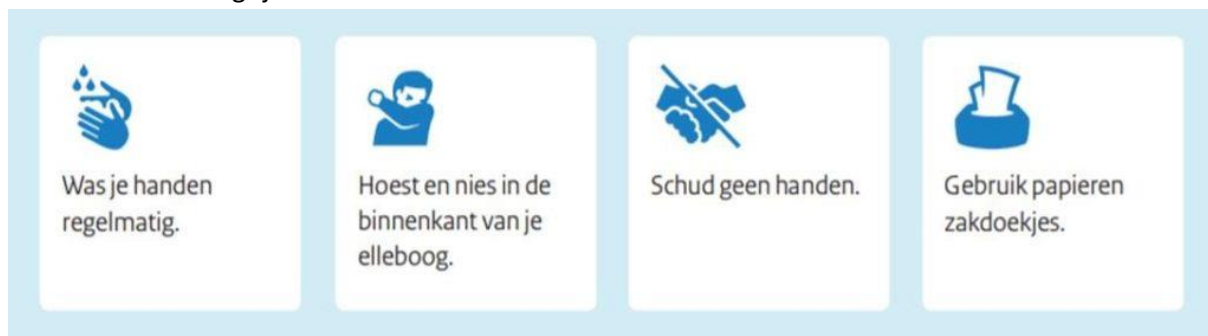 Was je handen
regelmatig.
Hoest en nies in de
binnenkant van je
elleboog.
Schud geen handen.
Gebruik papieren
zakdoekjes.